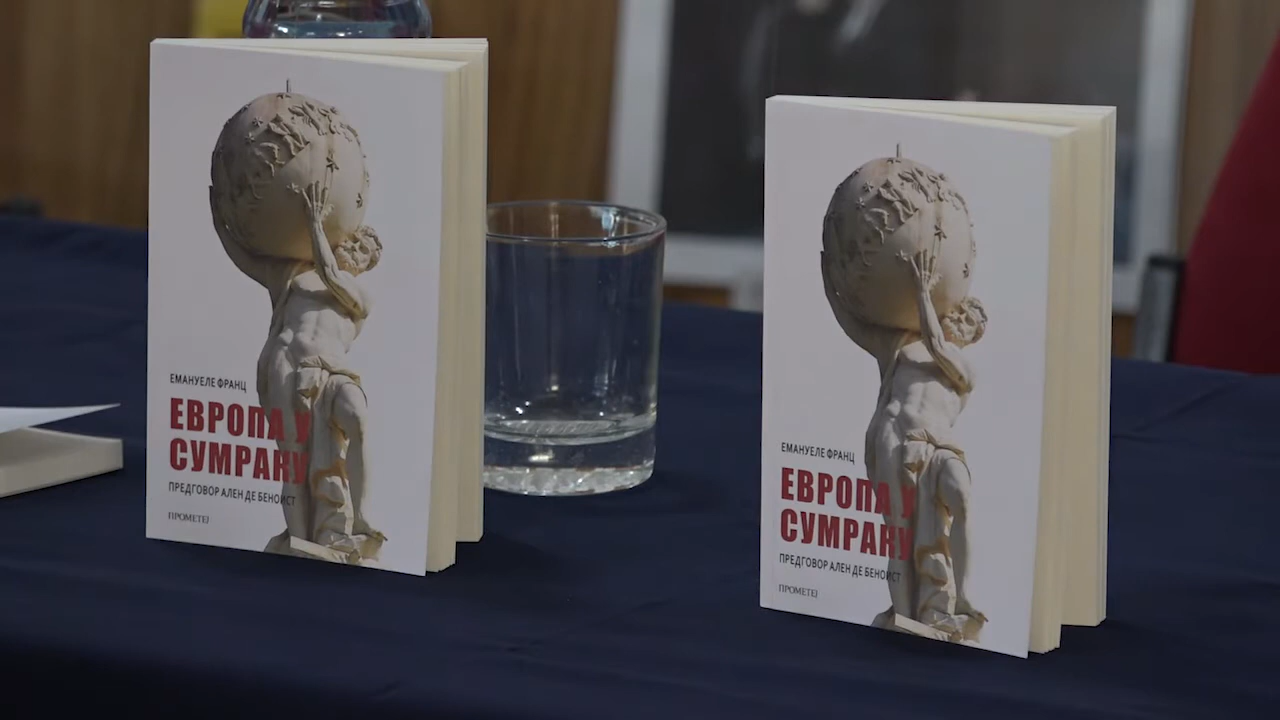 ЕМАНУЕЛЕ ФРАНЦ
ЕВРОПА У
СУМРАКУ
ПРЕДГОВОР АЛЕН ДЕ БЕНОИСТ
ПРОМЕТЕЈ
ЕМАНУЕЛЕ ФРАНЦ
ЕВРОПА У
СУМРАКУ
ПРЕДГОВОР АЛЕН ДЕ БЕНОИСТ
ПРОМЕТЕЈ